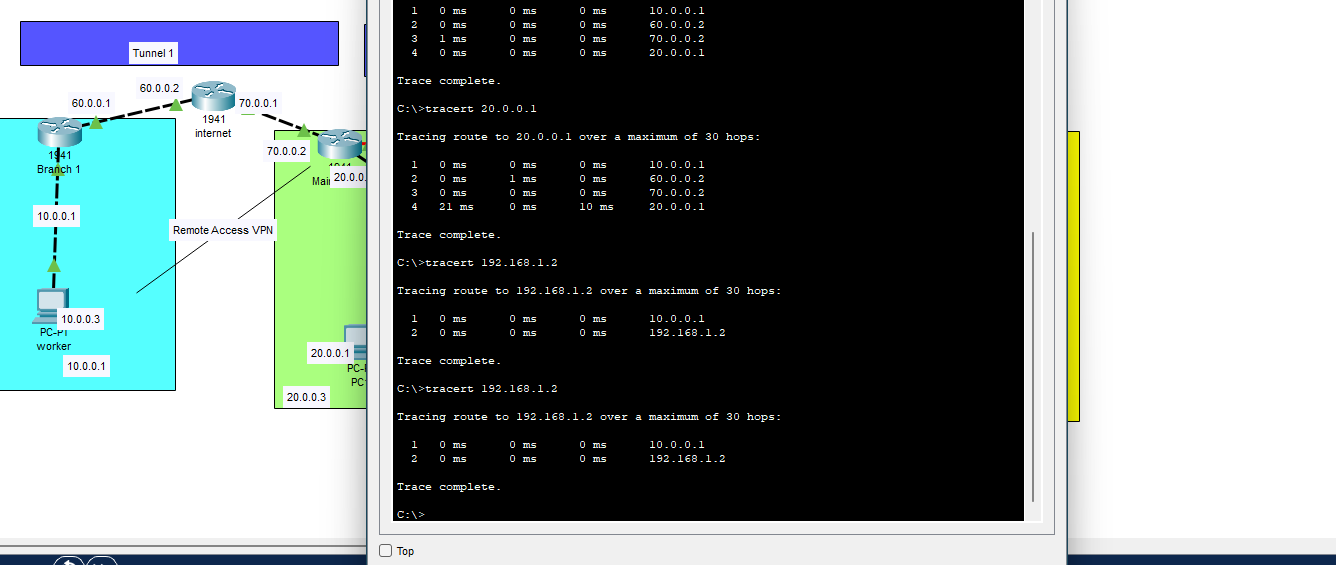 Tunnel 1
60.0.0.2
60.0.0.1
70.0.0.1
1941
internet
1941
Branch 1
70.0.0.2
20.0.0.
10.0.0.1
Remote Access VPN
10.0.0.3
worker
10.0.0.1
20.0.0.1
20.0.0.3
1 0 ms 0 ms 0 ms 10.0.0.1
2 0 ms 0 ms 0 ms 60.0.0.2
3 1 ms 0 ms 0 ms 70.0.0.2
4 0 ms 0 ms 0 ms 20.0.0.1
Trace complete.
C:\>tracert 20.0.0.1
Tracing route to 20.0.0.1 over a maximum of 30 hops:
1 0 ms 0 ms 0 ms 10.0.0.1
2 0 ms 1 ms 0 ms 60.0.0.2
3 0 ms 0 ms 0 ms 70.0.0.2
4 21 ms 0 ms 10 ms 20.0.0.1
Trace complete.
C:\>tracert 192.168.1.2
Tracing route to 192.168.1.2 over a maximum of 30 hops:
1 0 ms 0 ms 0 ms 10.0.0.1
2 0 ms 0 ms 0 ms 192.168.1.2
Trace complete.
C:\>tracert 192.168.1.2
Tracing route to 192.168.1.2 over a maximum of 30 hops:
1 0 ms 0 ms 0 ms 10.0.0.1
2 0 ms 0 ms 0 ms 192.168.1.2
Trace complete.
C:\>
Top